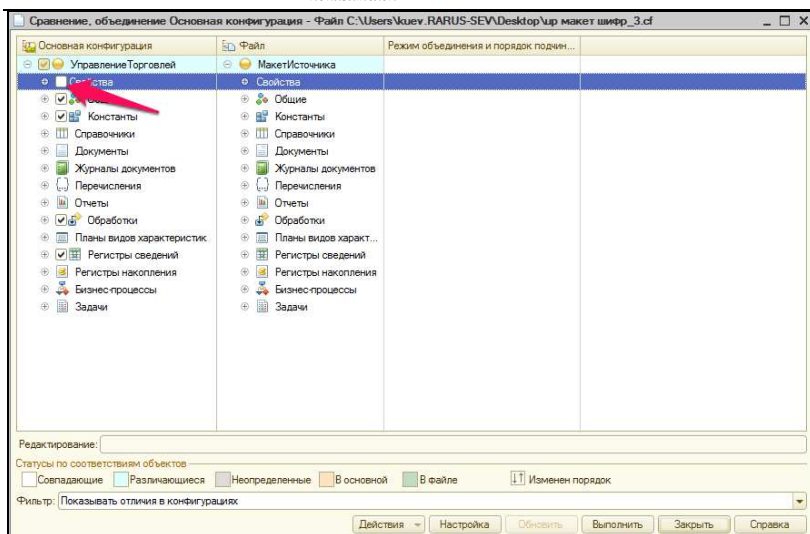 Сравнение, объединение Основная конфигурация - Файл C:\Users\kuev.RARUS-SEV\Desktop\up макет шифр_3.cf
Основная конфигурация Файл Режим объединения и порядок подчин...
УправлениеТорговлей МакетИсточника
Свойства Свойства
Общие
Константы Константы
Справочники Справочники
Документы Документы
Журналы документов Журналы документов
Перечисления Перечисления
Отчеты Отчеты
Обработки Обработки
Планы видов характеристик Планы видов характ...
Регистры сведений Регистры сведений
Регистры накопления Регистры накопления
Бизнес-процессы Бизнес-процессы
Задачи Задачи
Редактирование:
Статусы по соответствиям объектов
Совпадающие Различающиеся Неопределенные В основной В файле Изменен порядок
Фильтр: Показывать отличия в конфигурациях
Действия Настройка Обновить Выполнить Закрыть Справка